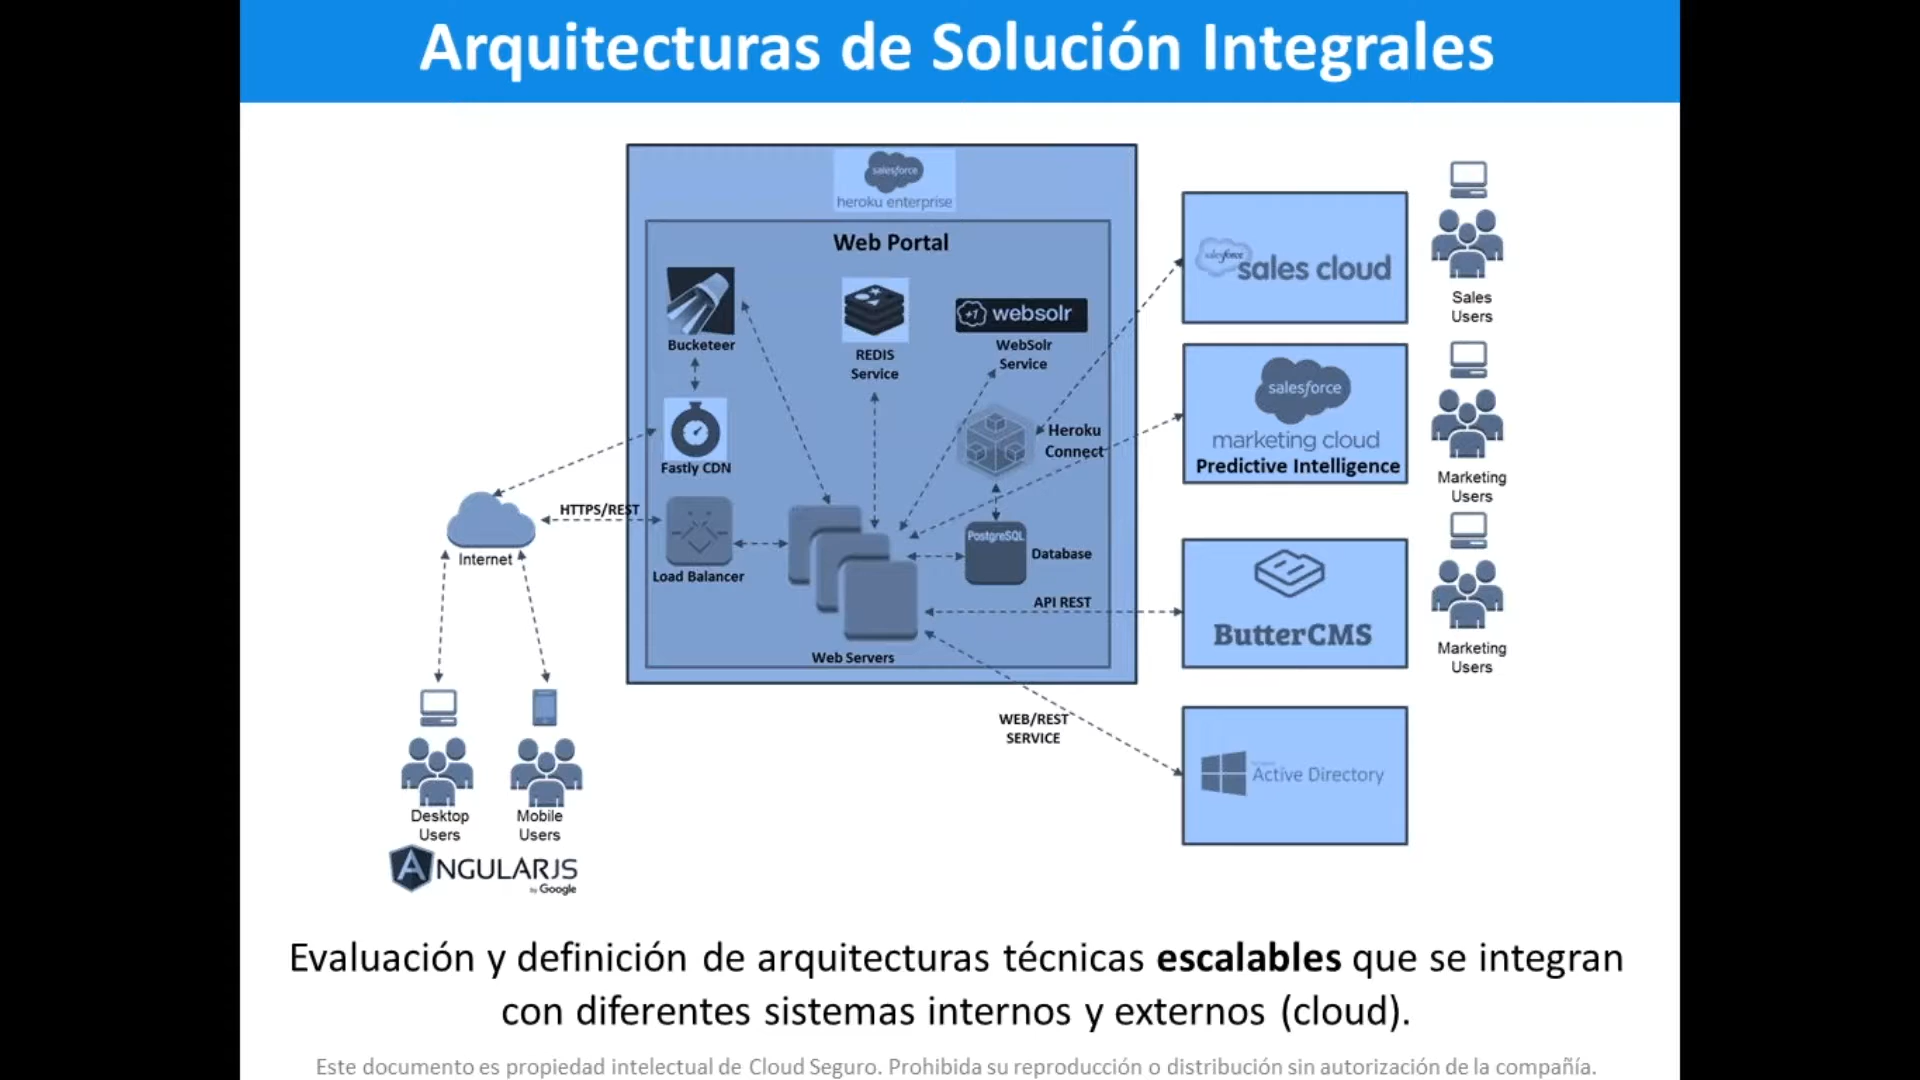 Arquitecturas de Solución Integrales
salesforce
heroku enterprise
Web Portal
Bucketeer
REDIS
Service
+1 websolr
WebSolr
Service
Fastly CDN
Heroku
Connect
HTTPS/REST
Internet
Load Balancer
PostgreSQL
Database
API REST
Web Servers
WEB/REST
SERVICE
salesforce
sales cloud
Sales
Users
salesforce
marketing cloud
Predictive Intelligence
Marketing
Users
ButterCMS
Marketing
Users
Active Directory
Desktop
Users
Mobile
Users
ANGULARJS
by Google
Evaluación y definición de arquitecturas técnicas escalables que se integran
con diferentes sistemas internos y externos (cloud).
Este documento es propiedad intelectual de Cloud Seguro. Prohibida su reproducción o distribución sin autorización de la compañía.